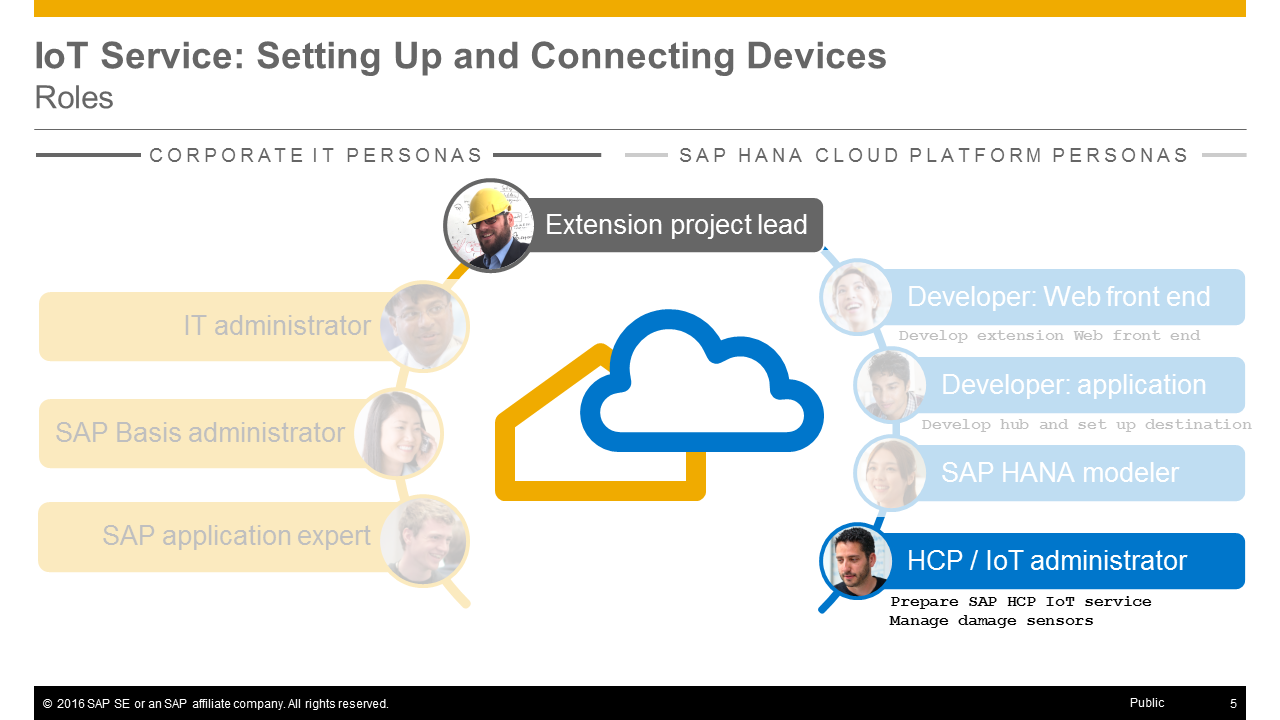 IoT Service: Setting Up and Connecting Devices
Roles
CORPORATE IT PERSONAS
SAP HANA CLOUD PLATFORM PERSONAS
Extension project lead
IT administrator
SAP Basis administrator
SAP application expert
Developer: Web front end
Develop extension Web front end
Developer: application
Develop hub and set up destination
SAP HANA modeler
HCP / IoT administrator
Prepare SAP HCP IoT service
Manage damage sensors
© 2016 SAP SE or an SAP affiliate company. All rights reserved.
Public
5